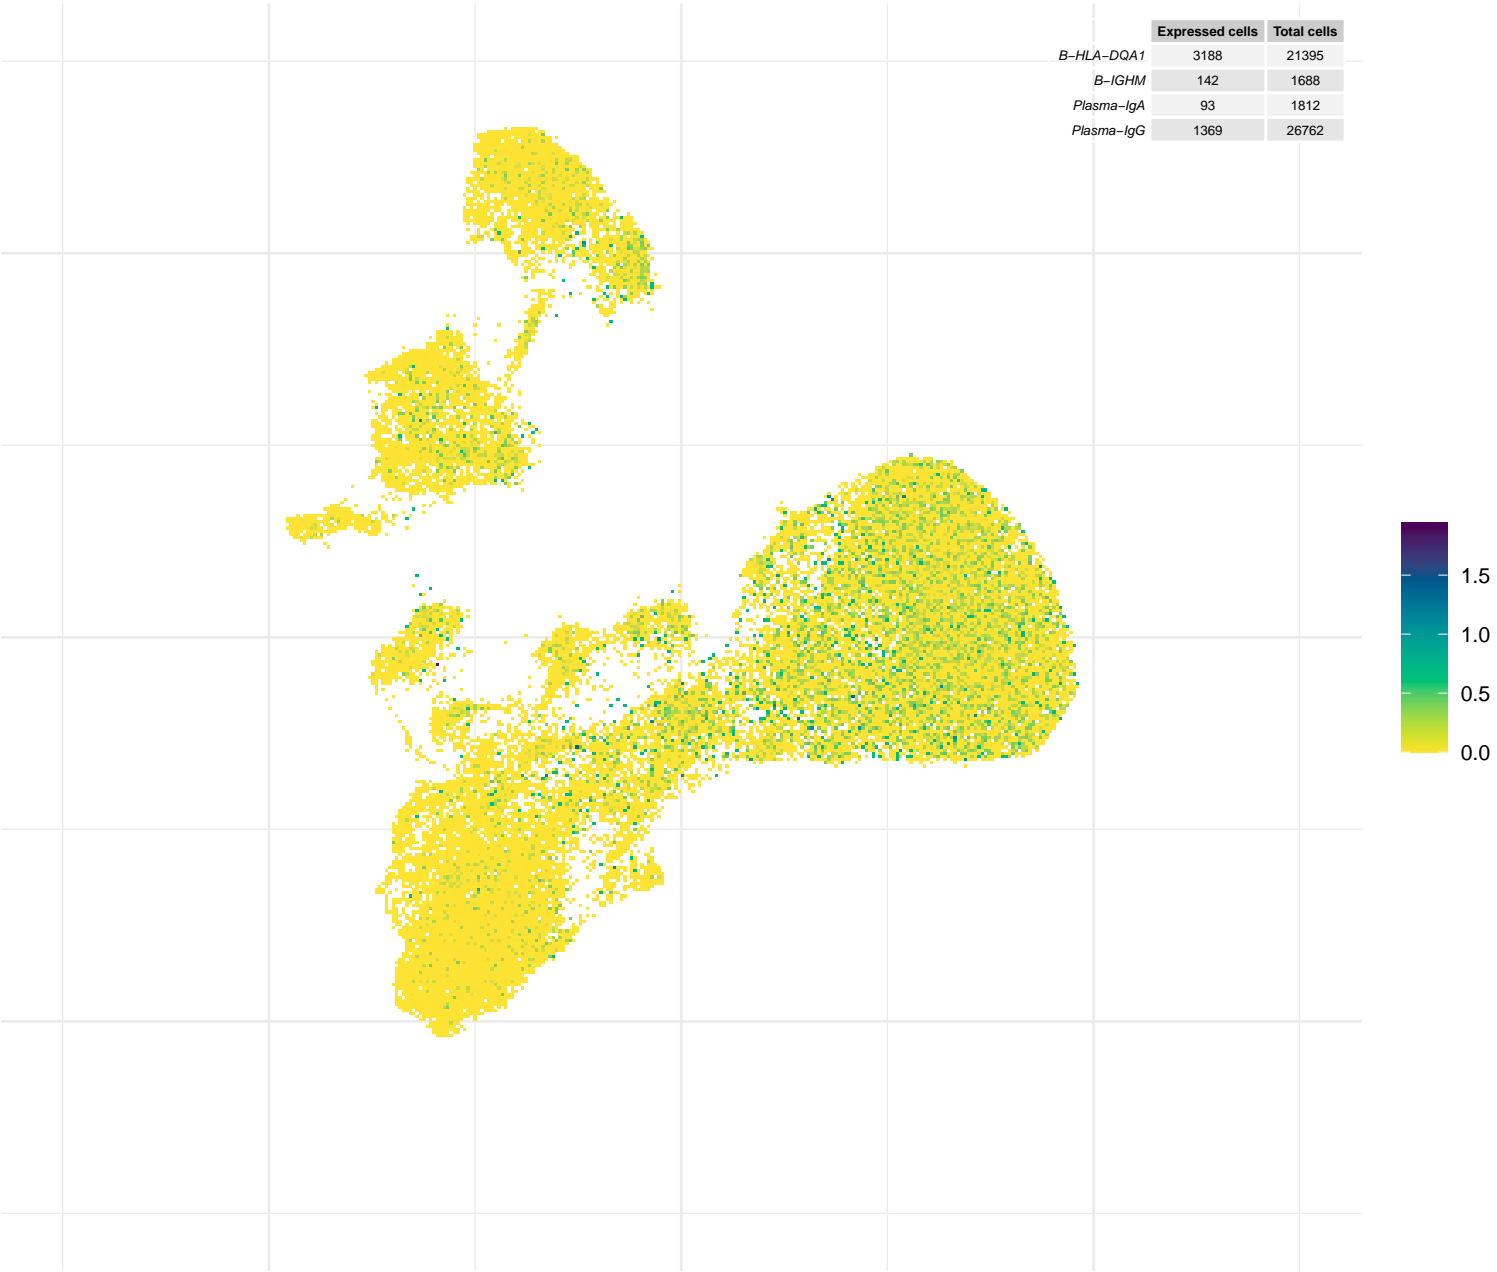 Expressed cells Total cells
B−HLA−DQA1 3188 21395
B−IGHM 142 1688
Plasma−IgA 93 1812
Plasma−IgG 1369 26762
1.5
1.0
0.5
0.0